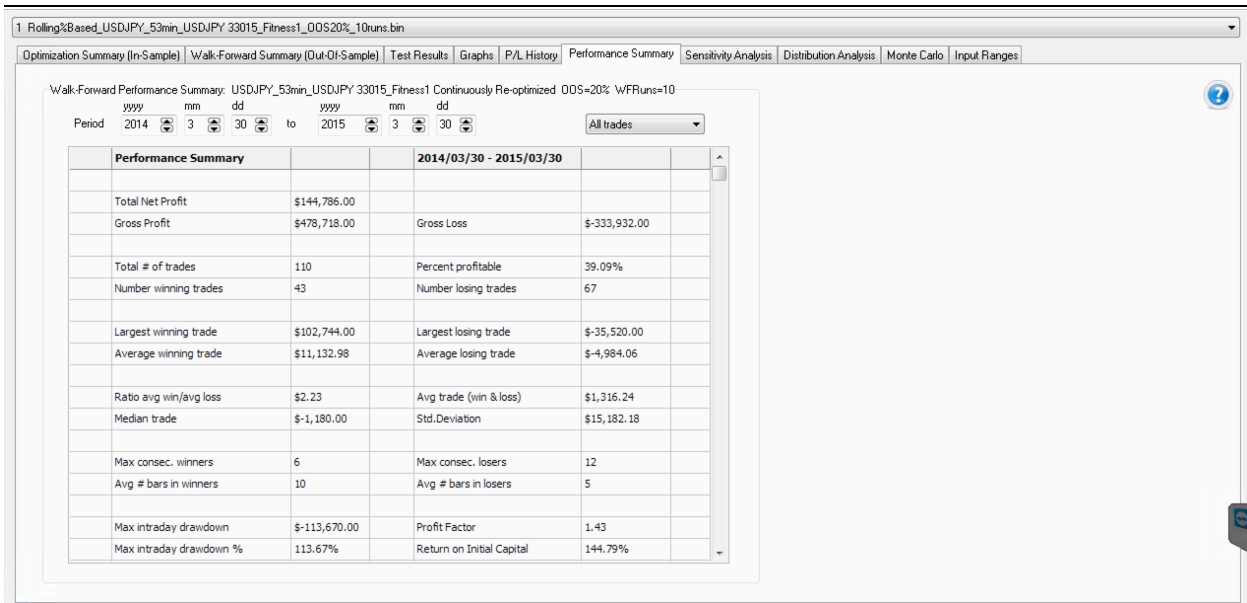 1 Rolling%Based_USDJPY_53min_USDJPY 33015_Fitness1_OOS20%_10runs.bin
Optimization Summary (In-Sample) Walk-Forward Summary (Out-Of-Sample) Test Results Graphs P/L History Performance Summary Sensitivity Analysis Distribution Analysis Monte Carlo Input Ranges
Walk-Forward Performance Summary: USDJPY_53min_USDJPY 33015_Fitness1 Continuously Re-optimized OOS=20% WFRuns=10
yyyy mm dd yyyy mm dd
Period 2014 3 30 to 2015 3 30 All trades
Performance Summary 2014/03/30 - 2015/03/30
Total Net Profit $144,786.00
Gross Profit $478,718.00 Gross Loss $-333,932.00
Total # of trades 110 Percent profitable 39.09%
Number winning trades 43 Number losing trades 67
Largest winning trade $102,744.00 Largest losing trade $-35,520.00
Average winning trade $11,132.98 Average losing trade $-4,984.06
Ratio avg win/avg loss $2.23 Avg trade (win & loss) $1,316.24
Median trade $-1,180.00 Std.Deviation $15,182.18
Max consec. winners 6 Max consec. losers 12
Avg # bars in winners 10 Avg # bars in losers 5
Max intraday drawdown $-113,670.00 Profit Factor 1.43
Max intraday drawdown % 113.67% Return on Initial Capital 144.79%